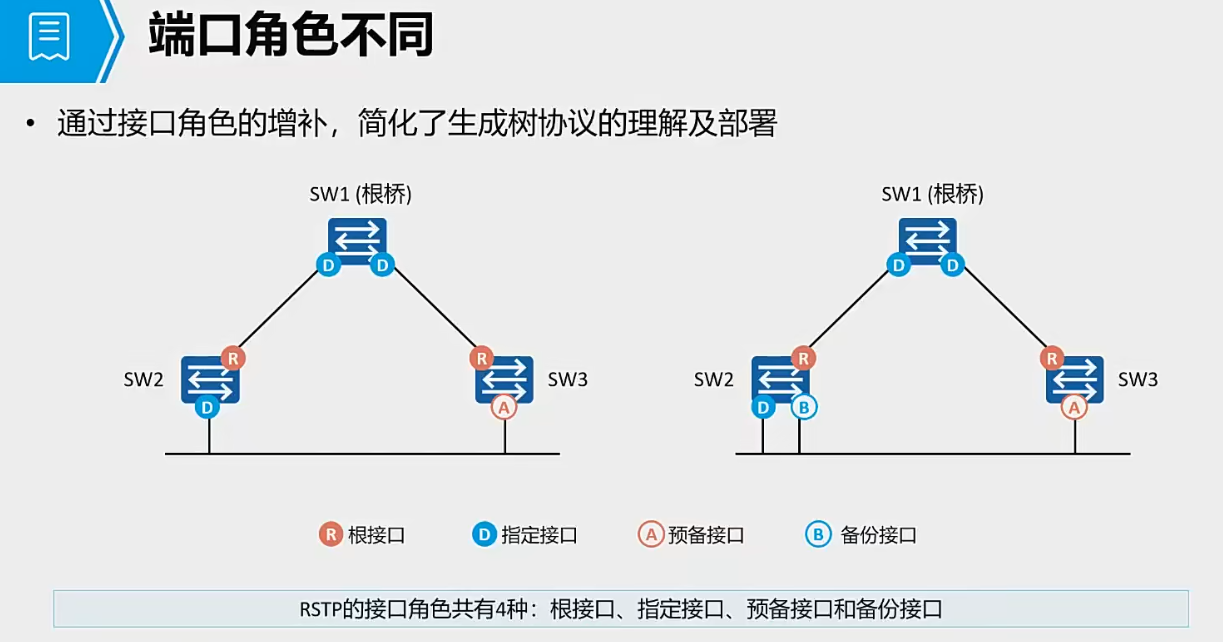 端口角色不同
• 通过接口角色的增补，简化了生成树协议的理解及部署
SW1 (根桥)
D D
R R
SW2 SW3
D A
SW1 (根桥)
D D
R R
SW2 SW3
D B A
R 根接口 D 指定接口 A 预备接口 B 备份接口
RSTP的接口角色共有4种：根接口、指定接口、预备接口和备份接口